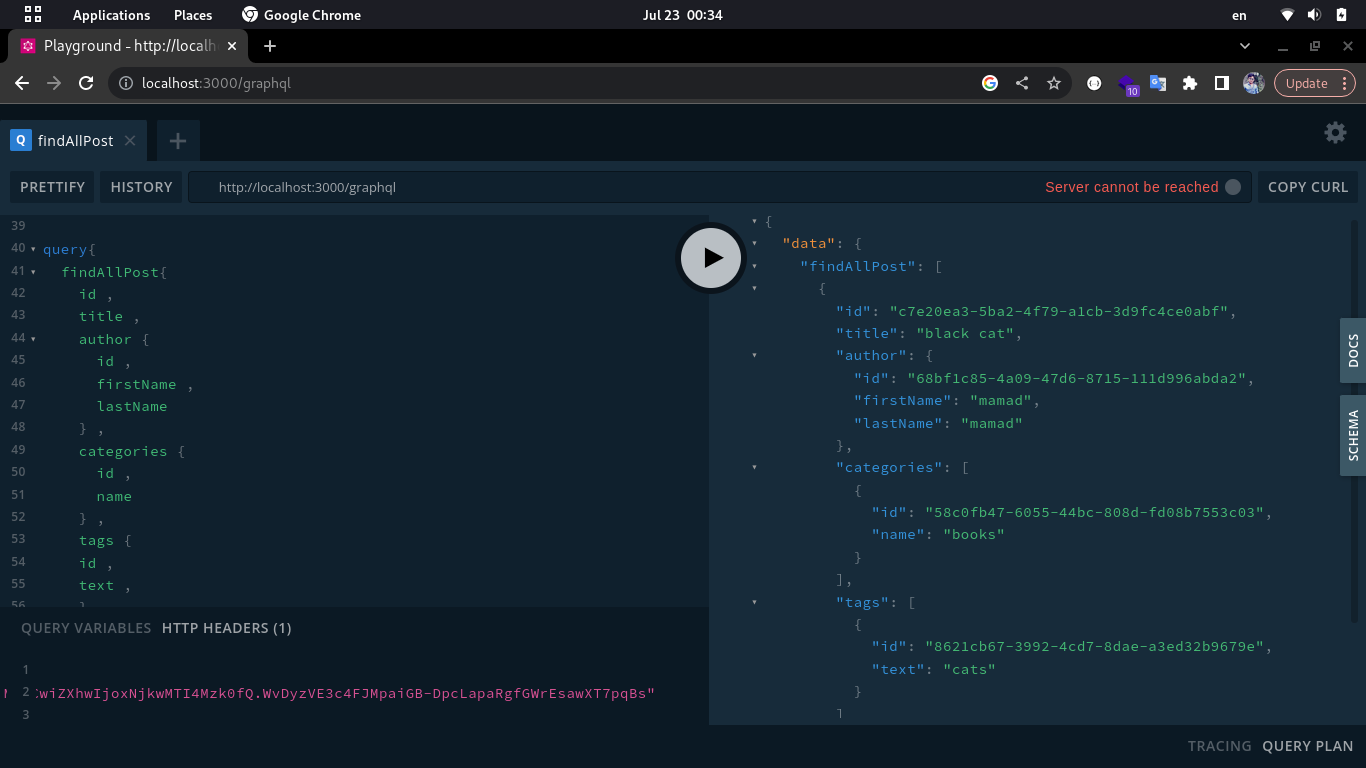 Applications Places Google Chrome Jul 23 00:34 en
Playground - http://localh
localhost:3000/graphql 10 Update
Q findAllPost
PRETTIFY HISTORY http://localhost:3000/graphql Server cannot be reached COPY CURL
39
40 query{
41 findAllPost{
42 id ,
43 title ,
44 author {
45 id ,
46 firstName ,
47 lastName
48 } ,
49 categories {
50 id ,
51 name
52 } ,
53 tags {
54 id ,
55 text ,
56 }
QUERY VARIABLES HTTP HEADERS (1)
1
2 wiZXhwIjoxNjkwMTI4Mzk0fQ.WvDyzVE3c4FJMpaiGB-DpcLapaRgfGWrEsawXT7pqBs"
3
{
"data": {
"findAllPost": [
{
"id": "c7e20ea3-5ba2-4f79-a1cb-3d9fc4ce0abf",
"title": "black cat",
"author": {
"id": "68bf1c85-4a09-47d6-8715-111d996abda2",
"firstName": "mamad",
"lastName": "mamad"
},
"categories": [
{
"id": "58c0fb47-6055-44bc-808d-fd08b7553c03",
"name": "books"
}
],
"tags": [
{
"id": "8621cb67-3992-4cd7-8dae-a3ed32b9679e",
"text": "cats"
}
]
DOCS
SCHEMA
TRACING QUERY PLAN